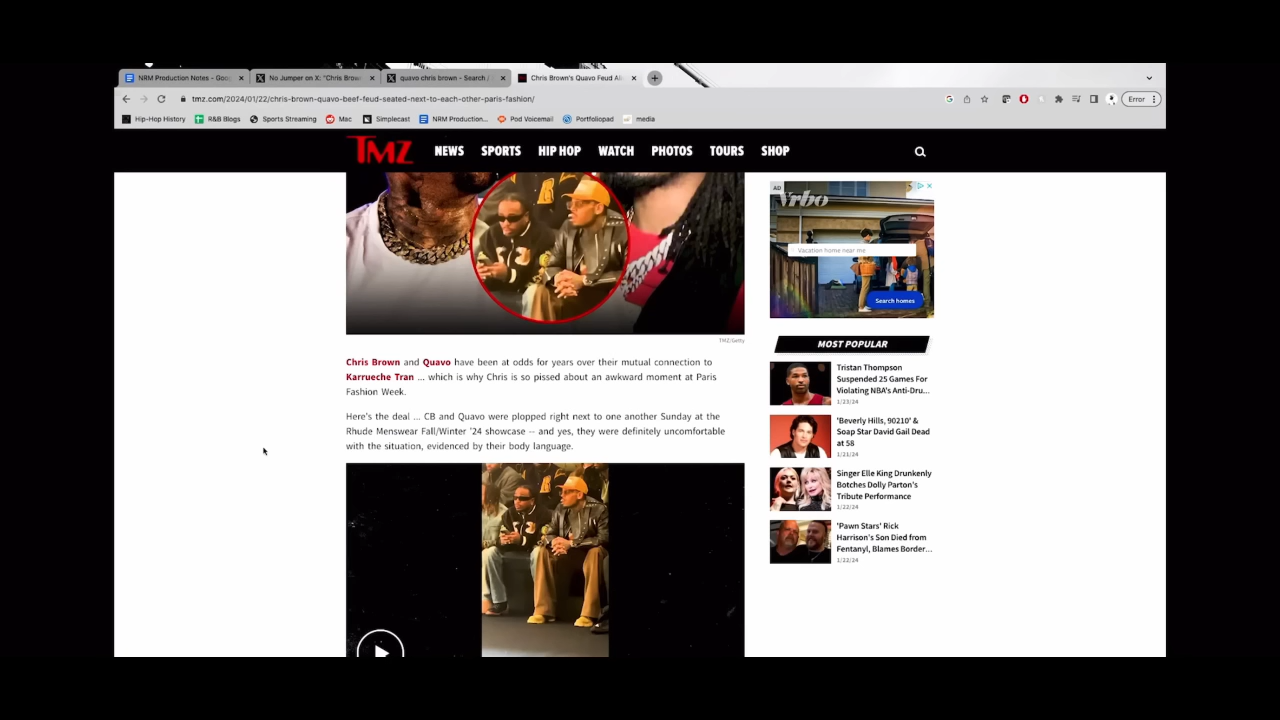 NRM Production Notes - Goo
No Jumper on X: "Chris Brow
quavo chris brown - Search /
Chris Brown's Quavo Feud Al
tmz.com/2024/01/22/chris-brown-quavo-beef-feud-seated-next-to-each-other-paris-fashion/
Error
Hip-Hop History
R&B Blogs
Sports Streaming
Mac
Simplecast
NRM Production...
Pod Voicemail
Portfoliopad
media
TMZ
NEWS
SPORTS
HIP HOP
WATCH
PHOTOS
TOURS
SHOP
TMZ/Getty
Chris Brown and Quavo have been at odds for years over their mutual connection to
Karrueche Tran ... which is why Chris is so pissed about an awkward moment at Paris
Fashion Week.
Here's the deal ... CB and Quavo were plopped right next to one another Sunday at the
Rhude Menswear Fall/Winter '24 showcase -- and yes, they were definitely uncomfortable
with the situation, evidenced by their body language.
AD
Vrbo
Vacation home near me
Search homes
MOST POPULAR
Tristan Thompson
Suspended 25 Games For
Violating NBA's Anti-Dru...
1/23/24
'Beverly Hills, 90210' &
Soap Star David Gail Dead
at 58
1/21/24
Singer Elle King Drunkenly
Botches Dolly Parton's
Tribute Performance
1/22/24
'Pawn Stars' Rick
Harrison's Son Died from
Fentanyl, Blames Border...
1/22/24